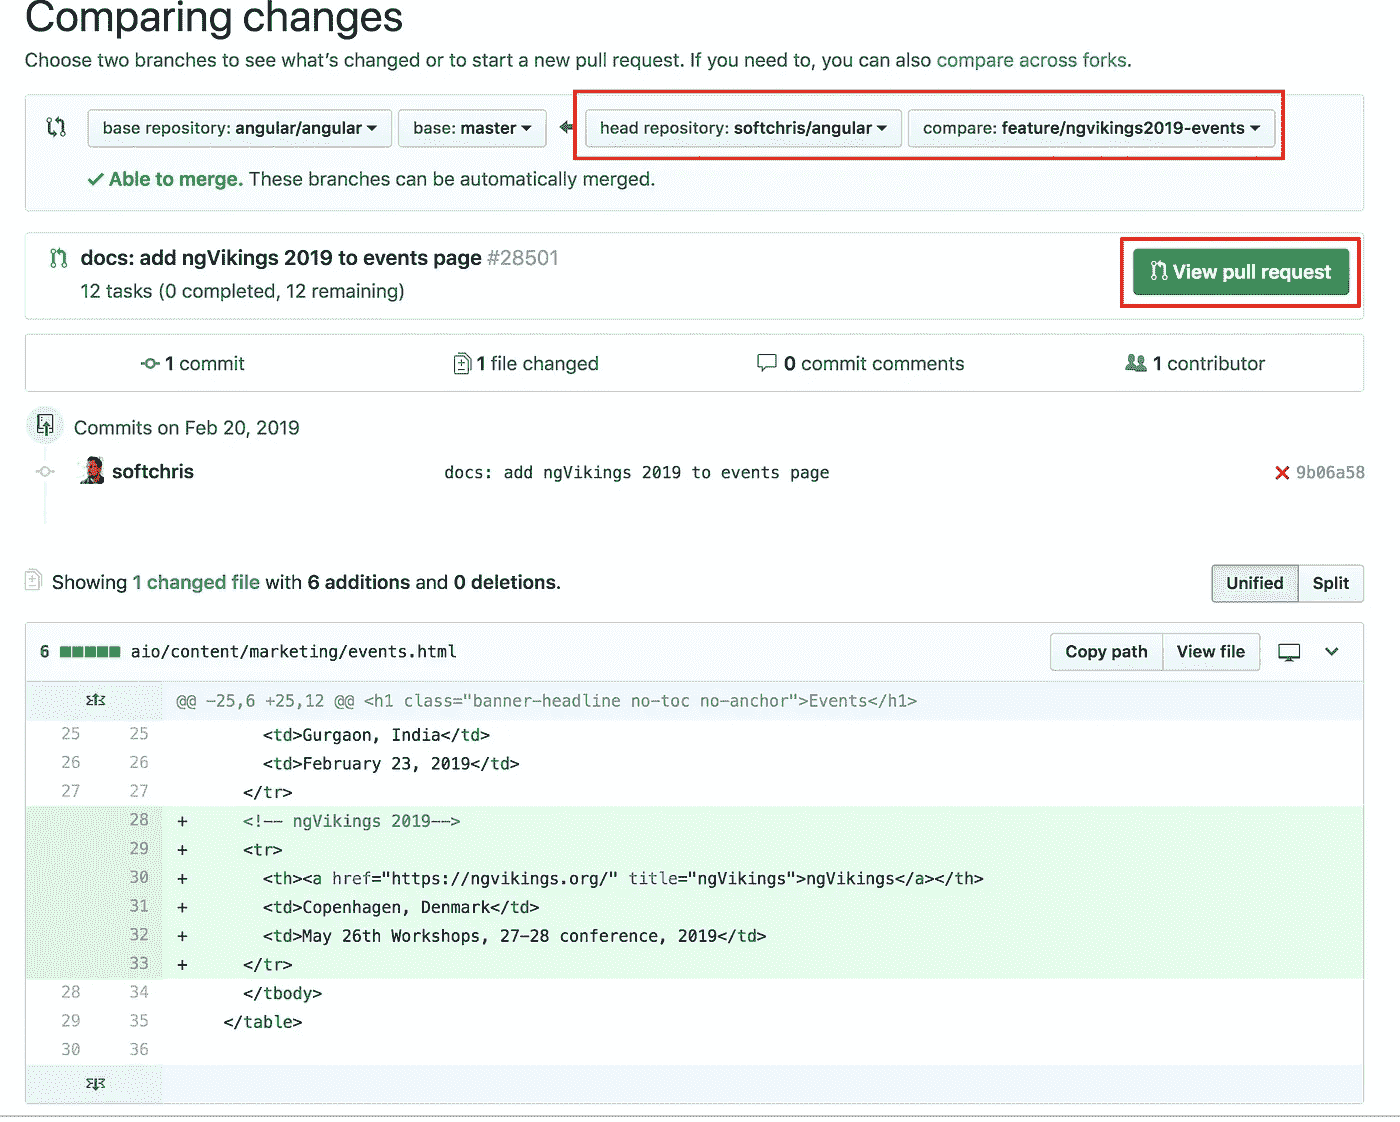 Comparing changes
Choose two branches to see what's changed or to start a new pull request. If you need to, you can also compare across forks.
base repository: angular/angular base: master head repository: softchris/angular compare: feature/ngvikings2019-events
Able to merge. These branches can be automatically merged.
docs: add ngVikings 2019 to events page #28501
View pull request
12 tasks (0 completed, 12 remaining)
1 commit 1 file changed 0 commit comments 1 contributor
Commits on Feb 20, 2019
softchris docs: add ngVikings 2019 to events page 9b06a58
Showing 1 changed file with 6 additions and 0 deletions. Unified Split
6 aio/content/marketing/events.html Copy path View file
@@ -25,6 +25,12 @@ <h1 class="banner-headline no-toc no-anchor">Events</h1>
25 25 <td>Gurgaon, India</td>
26 26 <td>February 23, 2019</td>
27 27 </tr>
28 + <!-- ngVikings 2019-->
29 + <tr>
30 + <th><a href="https://ngvikings.org/" title="ngVikings">ngVikings</a></th>
31 + <td>Copenhagen, Denmark</td>
32 + <td>May 26th Workshops, 27-28 conference, 2019</td>
33 + </tr>
28 34 </tbody>
29 35 </table>
30 36